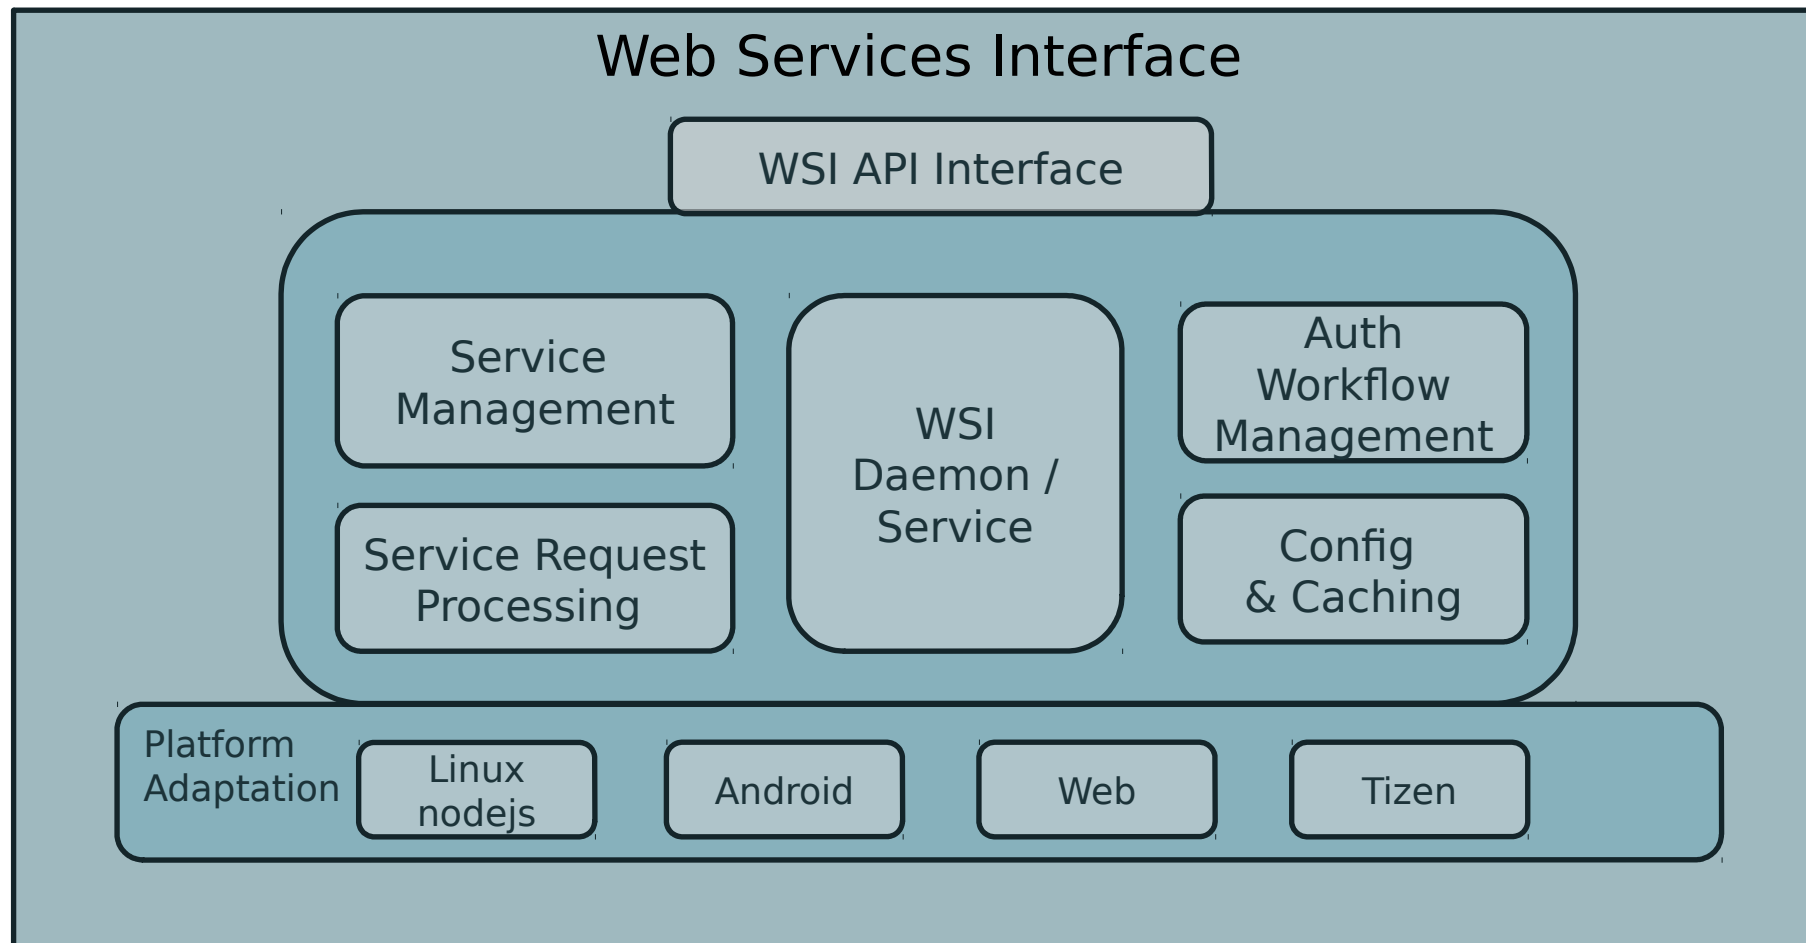 Web Services Interface
WSI API Interface
Service
Management
Service Request
Processing
WSI
Daemon /
Service
Auth
Workflow
Management
Config
& Caching
Platform
Adaptation
Linux
nodejs
Android
Web
Tizen